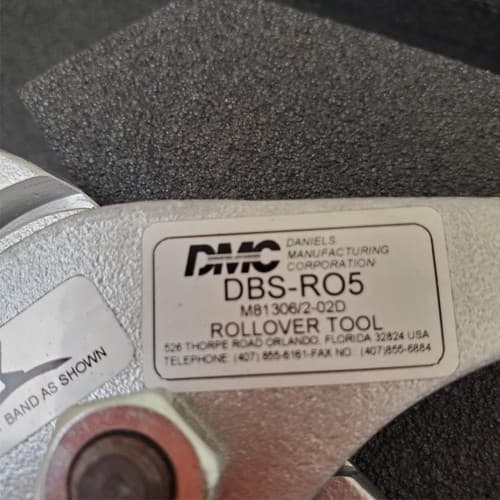 DMC DANIELS
MANUFACTURING
CORPORATION
DBS-RO5
M81306/2-02D
ROLLOVER TOOL
526 THORPE ROAD ORLANDO, FLORIDA 32824 USA
TELEPHONE (407) 855-6161-FAX NO. (407)855-6884
BAND AS SHOWN